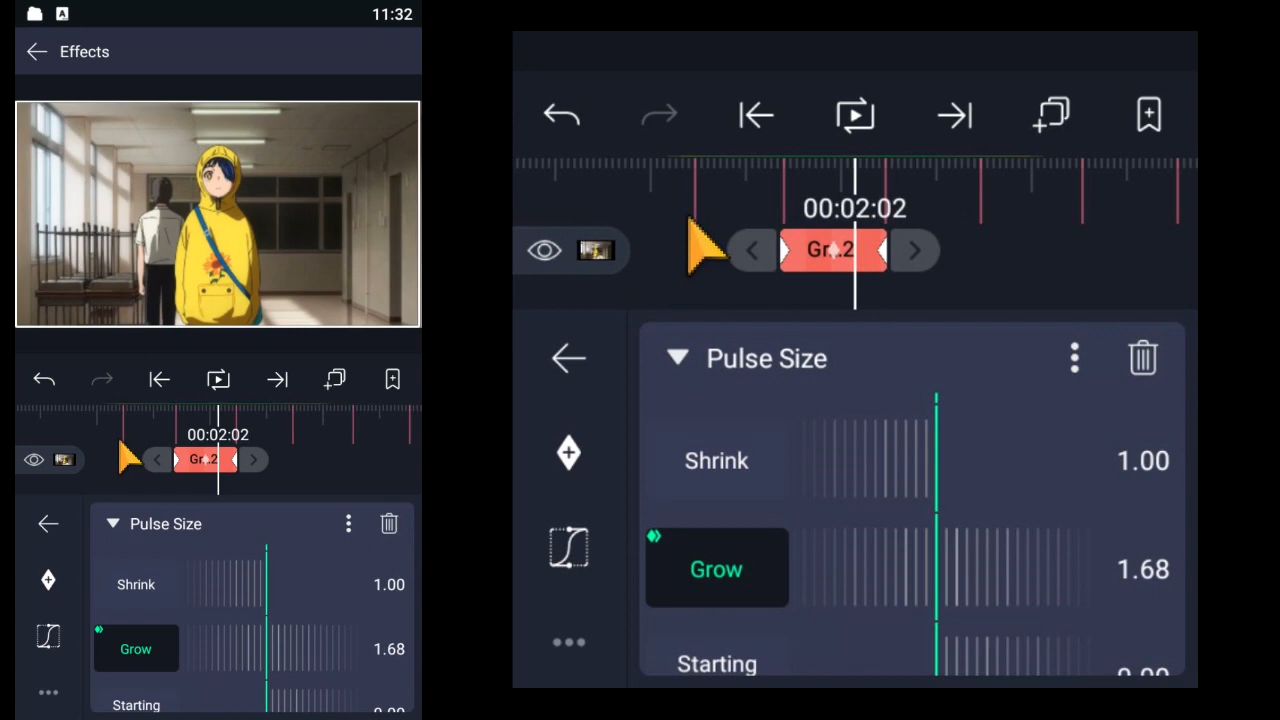 11:32
Effects
00:02:02
Gr..2
Pulse Size
Shrink
1.00
Grow
1.68
Starting
00:02:02
Gr..2
Pulse Size
Shrink
1.00
Grow
1.68
Starting